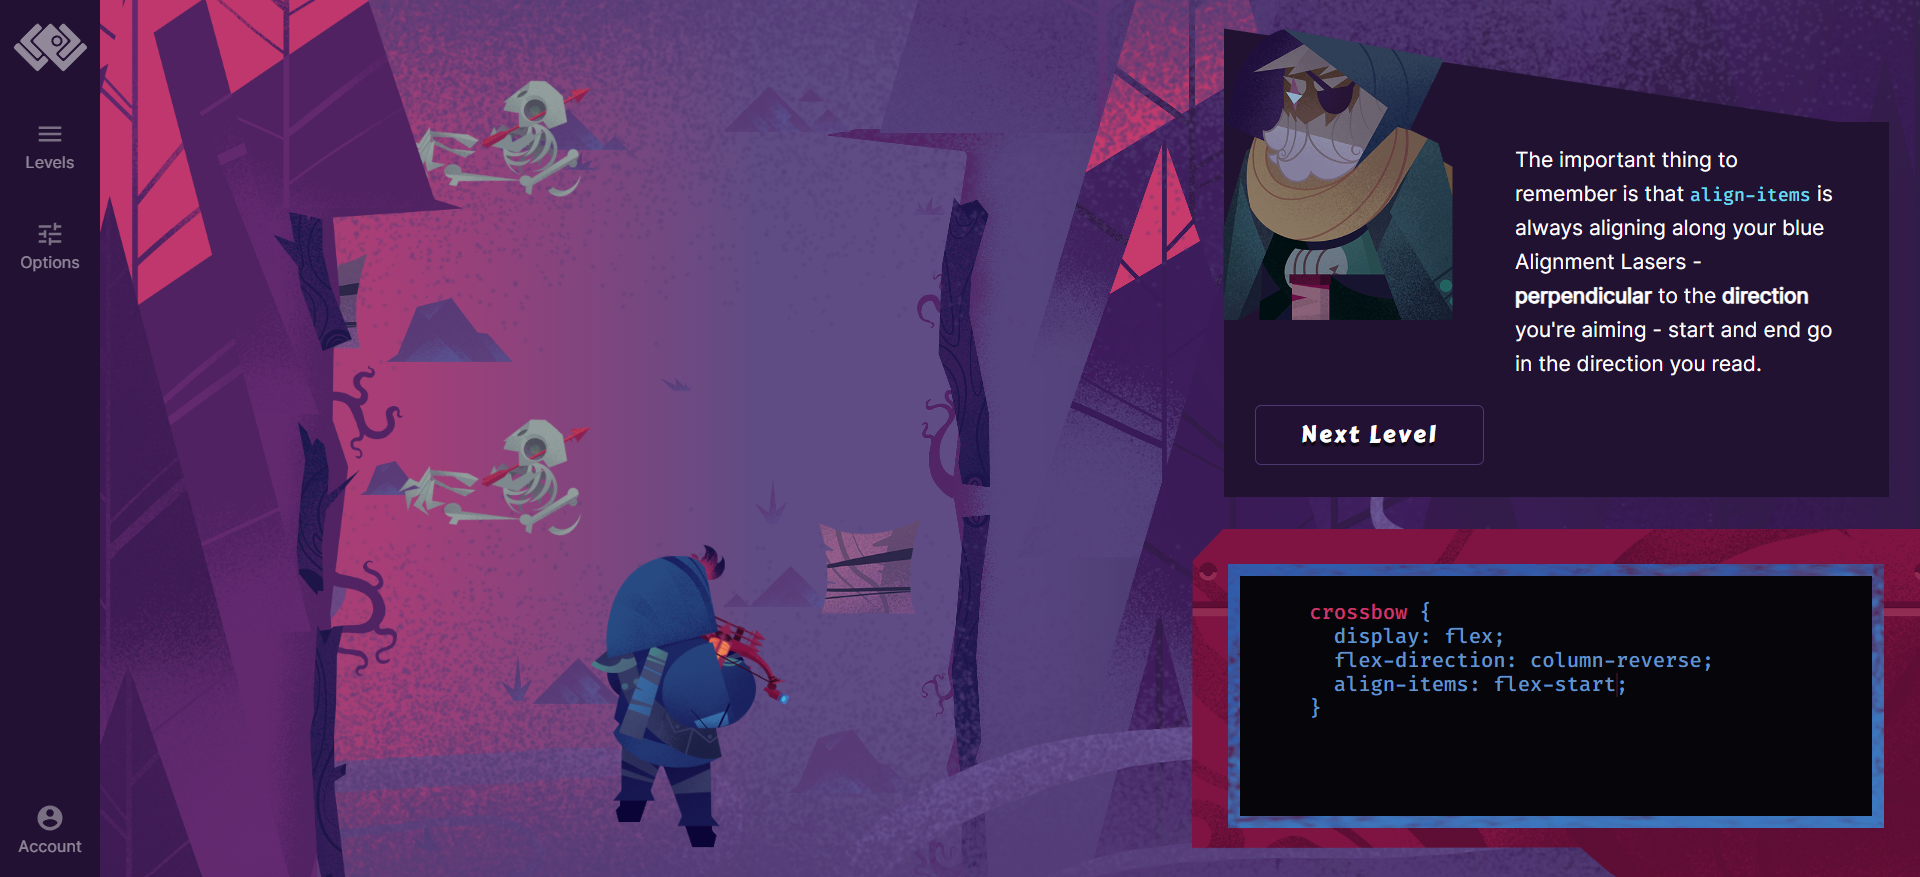 Levels
Options
Account
The important thing to
remember is that align-items is
always aligning along your blue
Alignment Lasers -
perpendicular to the direction
you're aiming - start and end go
in the direction you read.
Next Level
crossbow {
display: flex;
flex-direction: column-reverse;
align-items: flex-start;
}